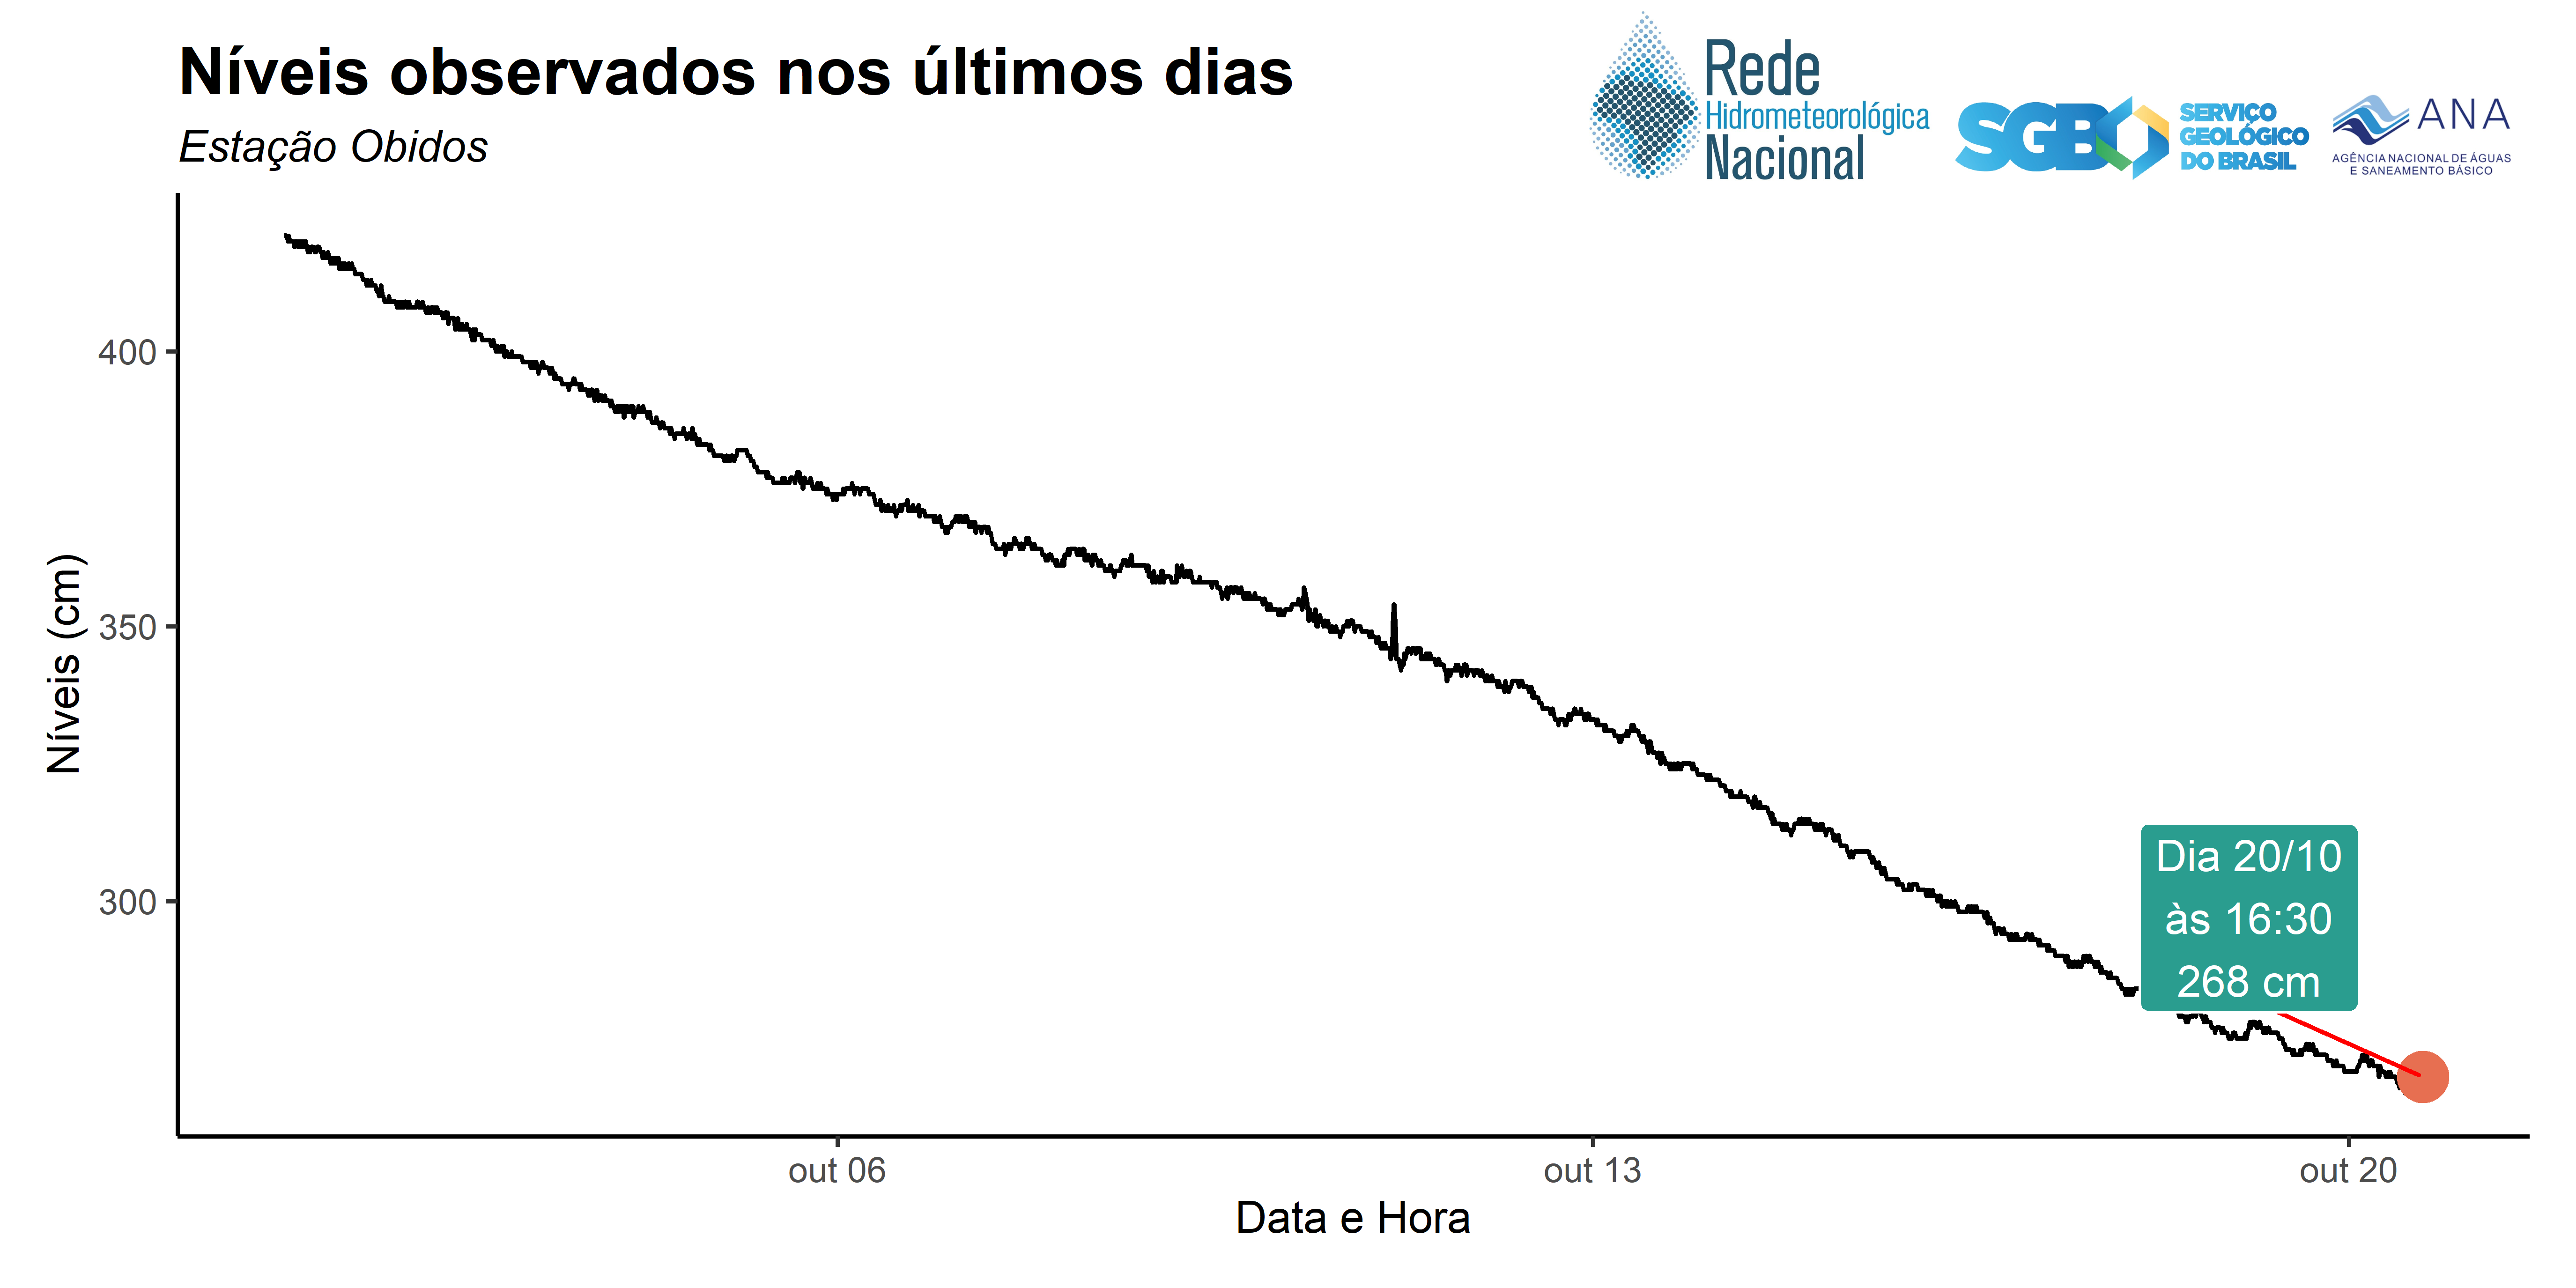 Níveis observados nos últimos dias
Estação Obidos
Rede
Hidrometeorológica
Nacional
SGB
SERVIÇO
GEOLÓGICO
DO BRASIL
ANA
AGÊNCIA NACIONAL DE ÁGUAS
E SANEAMENTO BÁSICO
Níveis (cm)
400
350
300
Dia 20/10
às 16:30
268 cm
out 06
out 13
out 20
Data e Hora